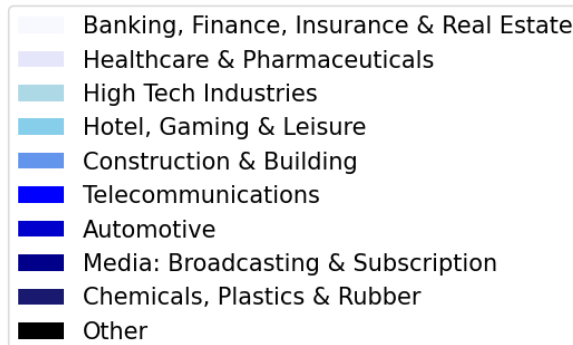 Banking, Finance, Insurance & Real Estate
Healthcare & Pharmaceuticals
High Tech Industries
Hotel, Gaming & Leisure
Construction & Building
Telecommunications
Automotive
Media: Broadcasting & Subscription
Chemicals, Plastics & Rubber
Other